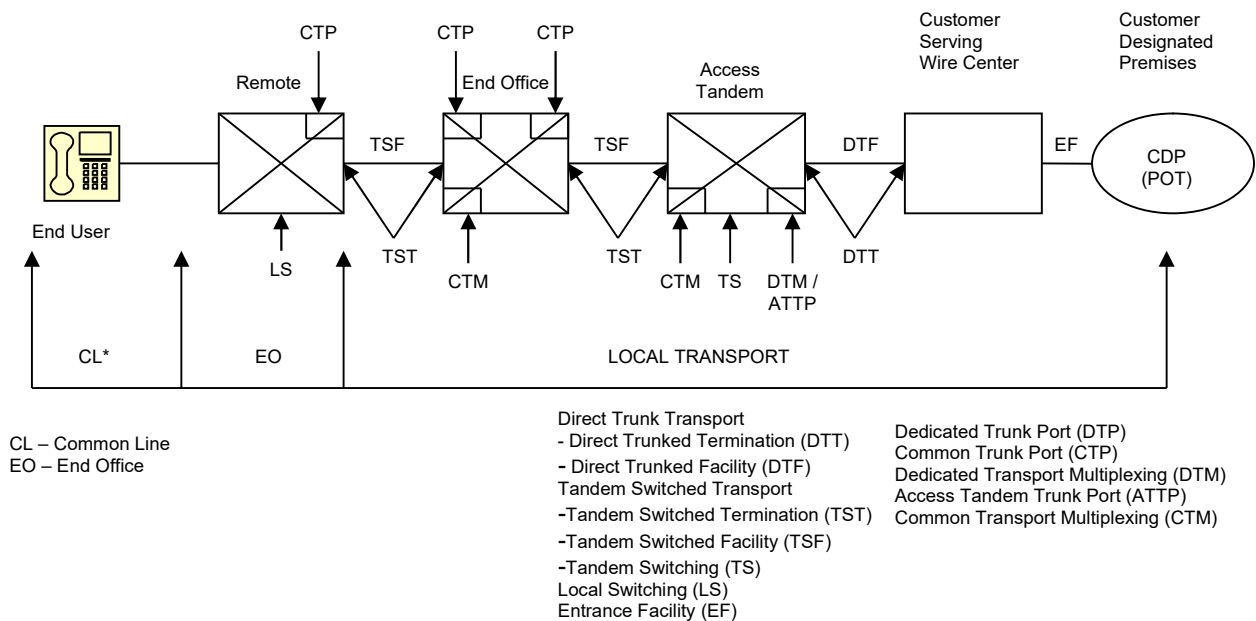 CTP
CTP
CTP
Customer
Serving
Wire Center
Customer
Designated
Premises
Remote
End Office
Access
Tandem
TSF
TSF
DTF
EF
CDP
(POT)
End User
LS
TST
CTM
TST
CTM
TS
DTM /
ATTP
DTT
CL*
EO
LOCAL TRANSPORT
CL – Common Line
EO – End Office
Direct Trunk Transport
- Direct Trunked Termination (DTT)
- Direct Trunked Facility (DTF)
Tandem Switched Transport
-Tandem Switched Termination (TST)
-Tandem Switched Facility (TSF)
-Tandem Switching (TS)
Local Switching (LS)
Entrance Facility (EF)
Dedicated Trunk Port (DTP)
Common Trunk Port (CTP)
Dedicated Transport Multiplexing (DTM)
Access Tandem Trunk Port (ATTP)
Common Transport Multiplexing (CTM)